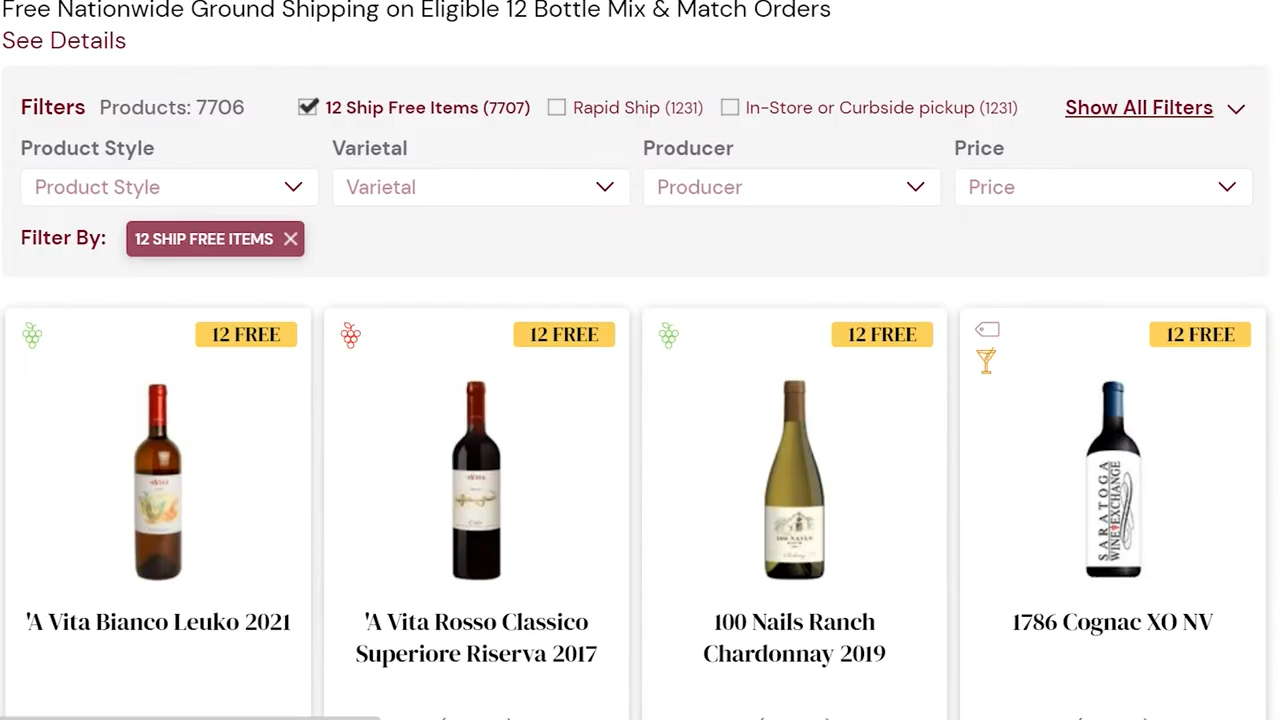 Free Nationwide Ground Shipping on Eligible 12 Bottle Mix & Match Orders
See Details
Filters Products: 7706 12 Ship Free Items (7707) Rapid Ship (1231) In-Store or Curbside pickup (1231) Show All Filters
Product Style Varietal Producer Price
Product Style Varietal Producer Price
Filter By: 12 SHIP FREE ITEMS
12 FREE 12 FREE 12 FREE 12 FREE
SARATOGA
WINE EXCHANGE
'A Vita Bianco Leuko 2021
'A Vita Rosso Classico
Superiore Riserva 2017
100 Nails Ranch
Chardonnay 2019
1786 Cognac XO NV